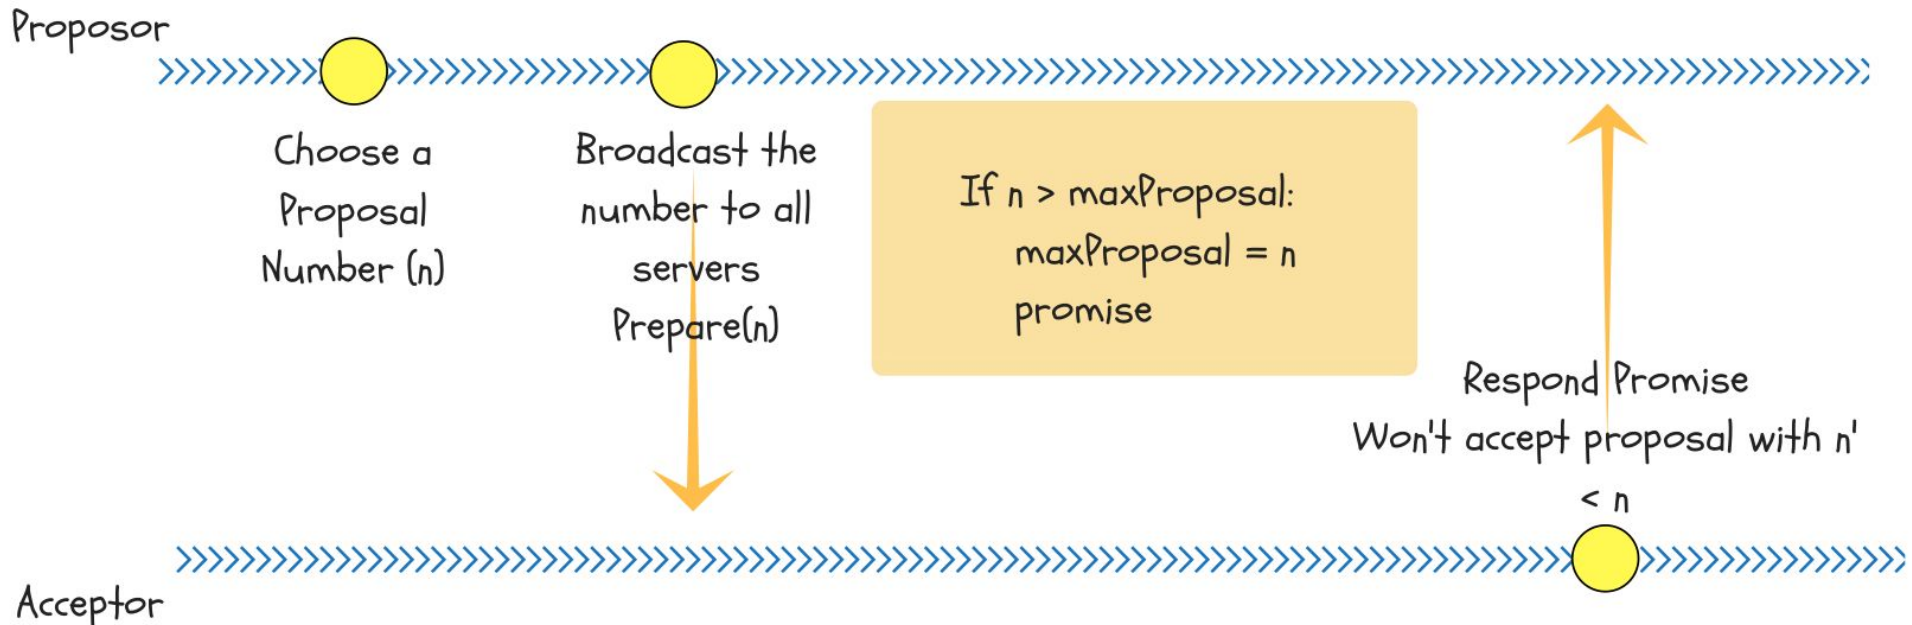 Proposor
Choose a
Proposal
Number (n)
Broadcast the
number to all
servers
Prepare(n)
If n > maxProposal:
maxProposal = n
promise
Respond Promise
Won't accept proposal with n'
< n
Acceptor